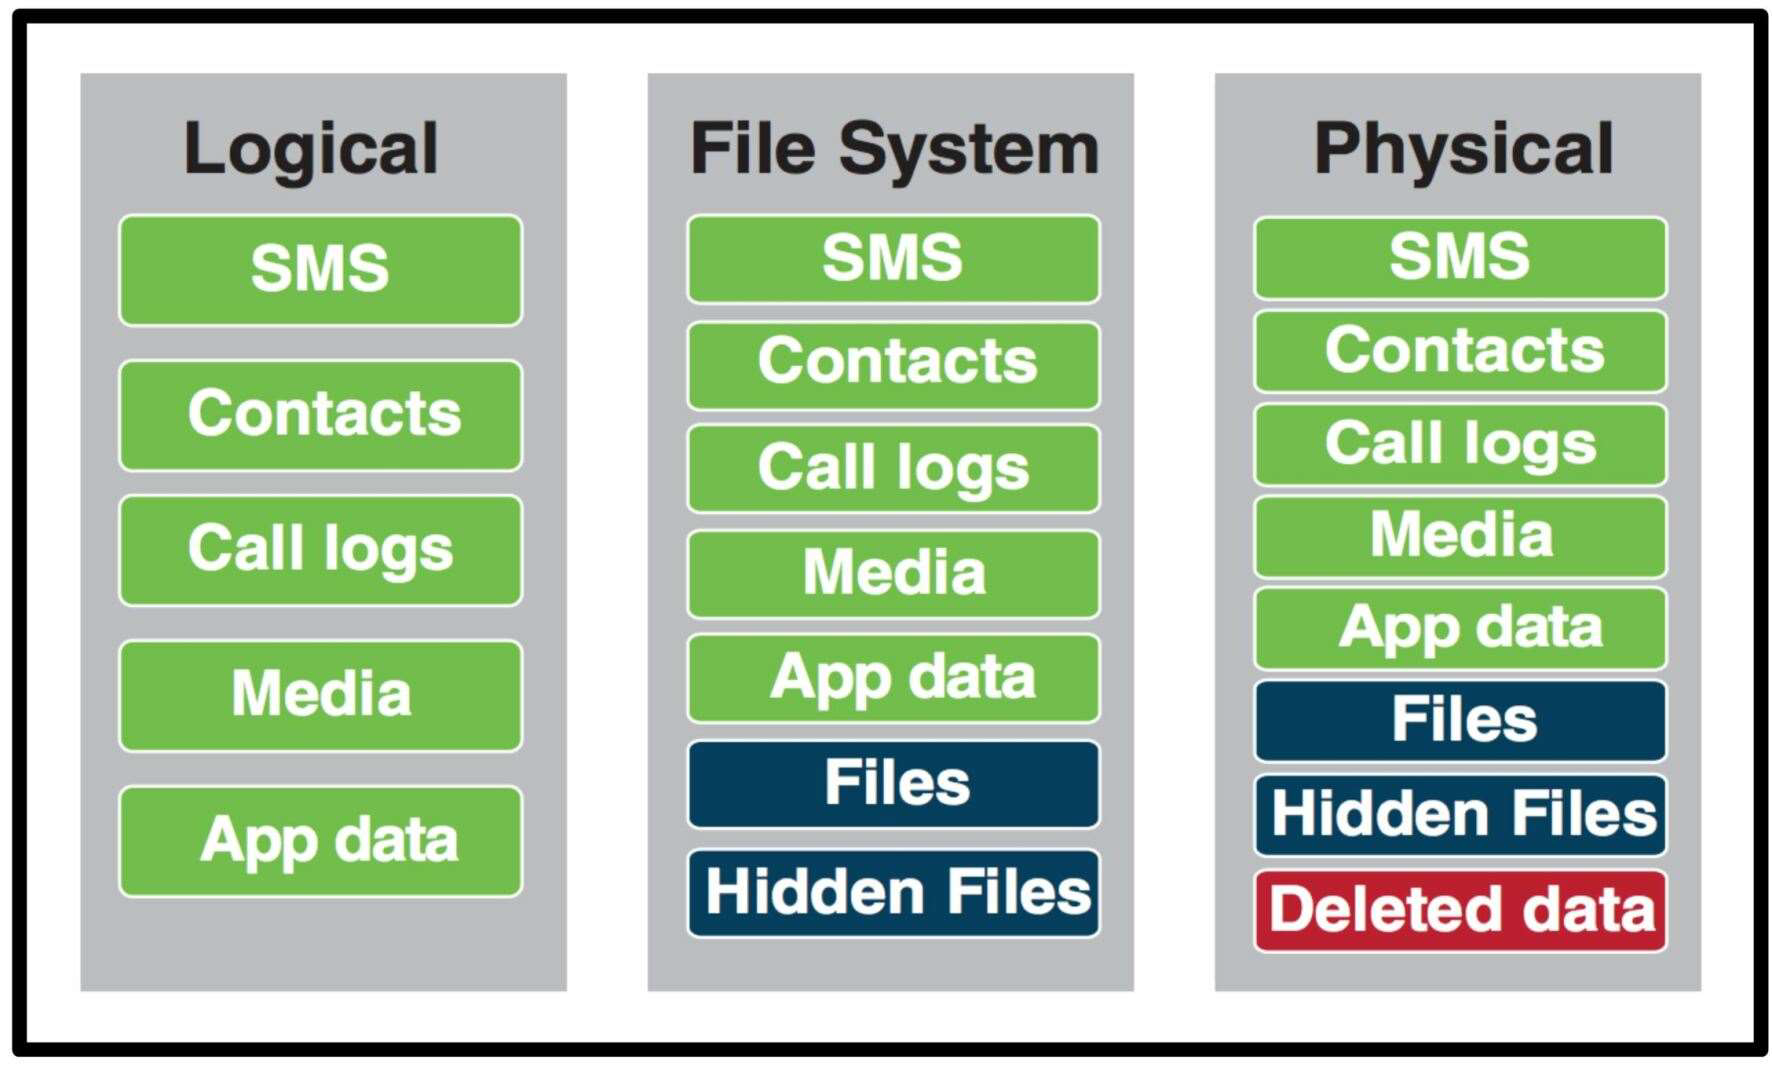 Logical
SMS
Contacts
Call logs
Media
App data
File System
SMS
Contacts
Call logs
Media
App data
Files
Hidden Files
Physical
SMS
Contacts
Call logs
Media
App data
Files
Hidden Files
Deleted data